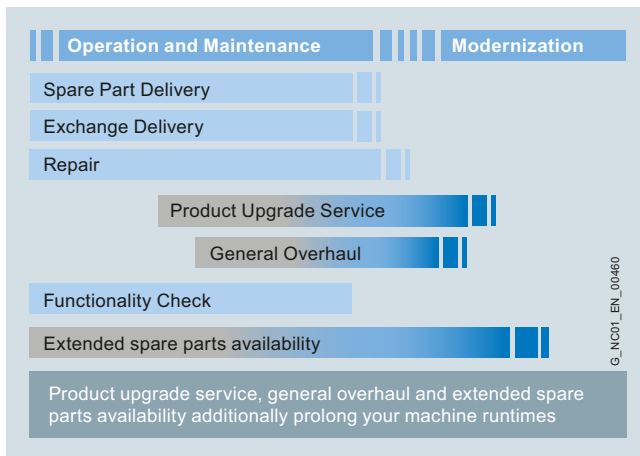 Operation and Maintenance
Modernization
Spare Part Delivery
Exchange Delivery
Repair
Product Upgrade Service
General Overhaul
Functionality Check
Extended spare parts availability
G_NC01_EN_00460
Product upgrade service, general overhaul and extended spare
parts availability additionally prolong your machine runtimes